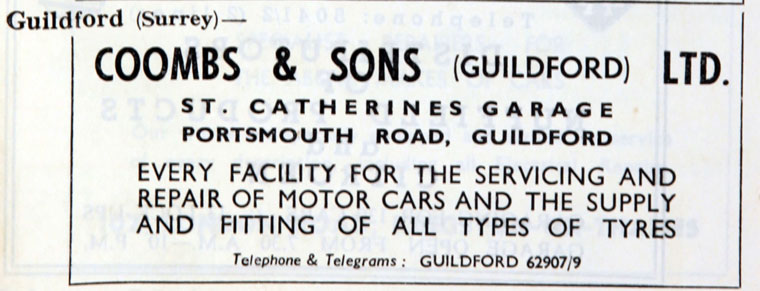 Guildford (Surrey)—
COOMBS & SONS (GUILDFORD) LTD.
ST. CATHERINES GARAGE
PORTSMOUTH ROAD, GUILDFORD
EVERY FACILITY FOR THE SERVICING AND
REPAIR OF MOTOR CARS AND THE SUPPLY
AND FITTING OF ALL TYPES OF TYRES
Telephone & Telegrams: GUILDFORD 62907/9